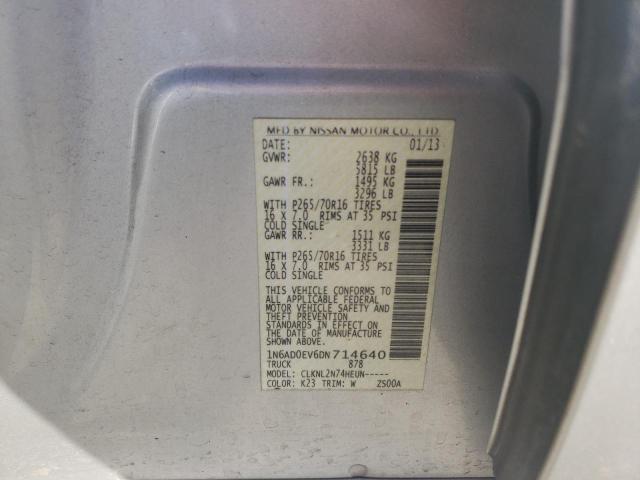 MFD BY NISSAN MOTOR CO., LTD.
DATE: 01/13
GVWR: 2638 KG
5815 LB
GAWR FR.: 1495 KG
3296 LB
WITH P265/70R16 TIRES
16 X 7.0 RIMS AT 35 PSI
COLD SINGLE
GAWR RR.: 1511 KG
3331 LB
WITH P265/70R16 TIRES
16 X 7.0 RIMS AT 35 PSI
COLD SINGLE
THIS VEHICLE CONFORMS TO
ALL APPLICABLE FEDERAL
MOTOR VEHICLE SAFETY AND
THEFT PREVENTION
STANDARDS IN EFFECT ON
THE DATE OF MANUFACTURE
SHOWN ABOVE.
1N6AD0EV6DN714640
TRUCK 878
MODEL: CLKNL2N74HEUN-----
COLOR: K23 TRIM: W ZS00A